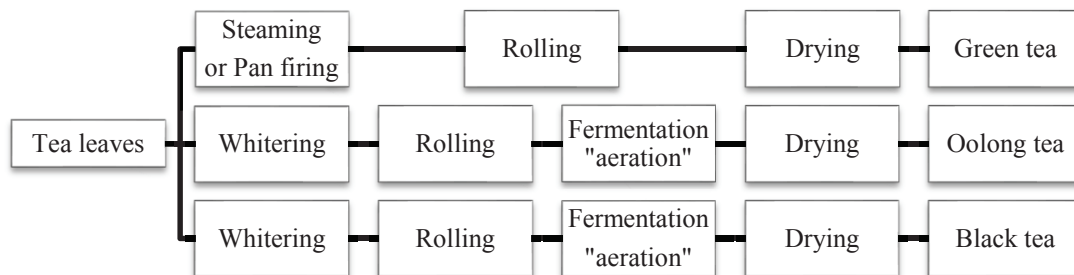 Steaming
or Pan firing
Rolling
Drying
Green tea
Tea leaves
Whitering
Rolling
Fermentation
"aeration"
Drying
Oolong tea
Whitering
Rolling
Fermentation
"aeration"
Drying
Black tea